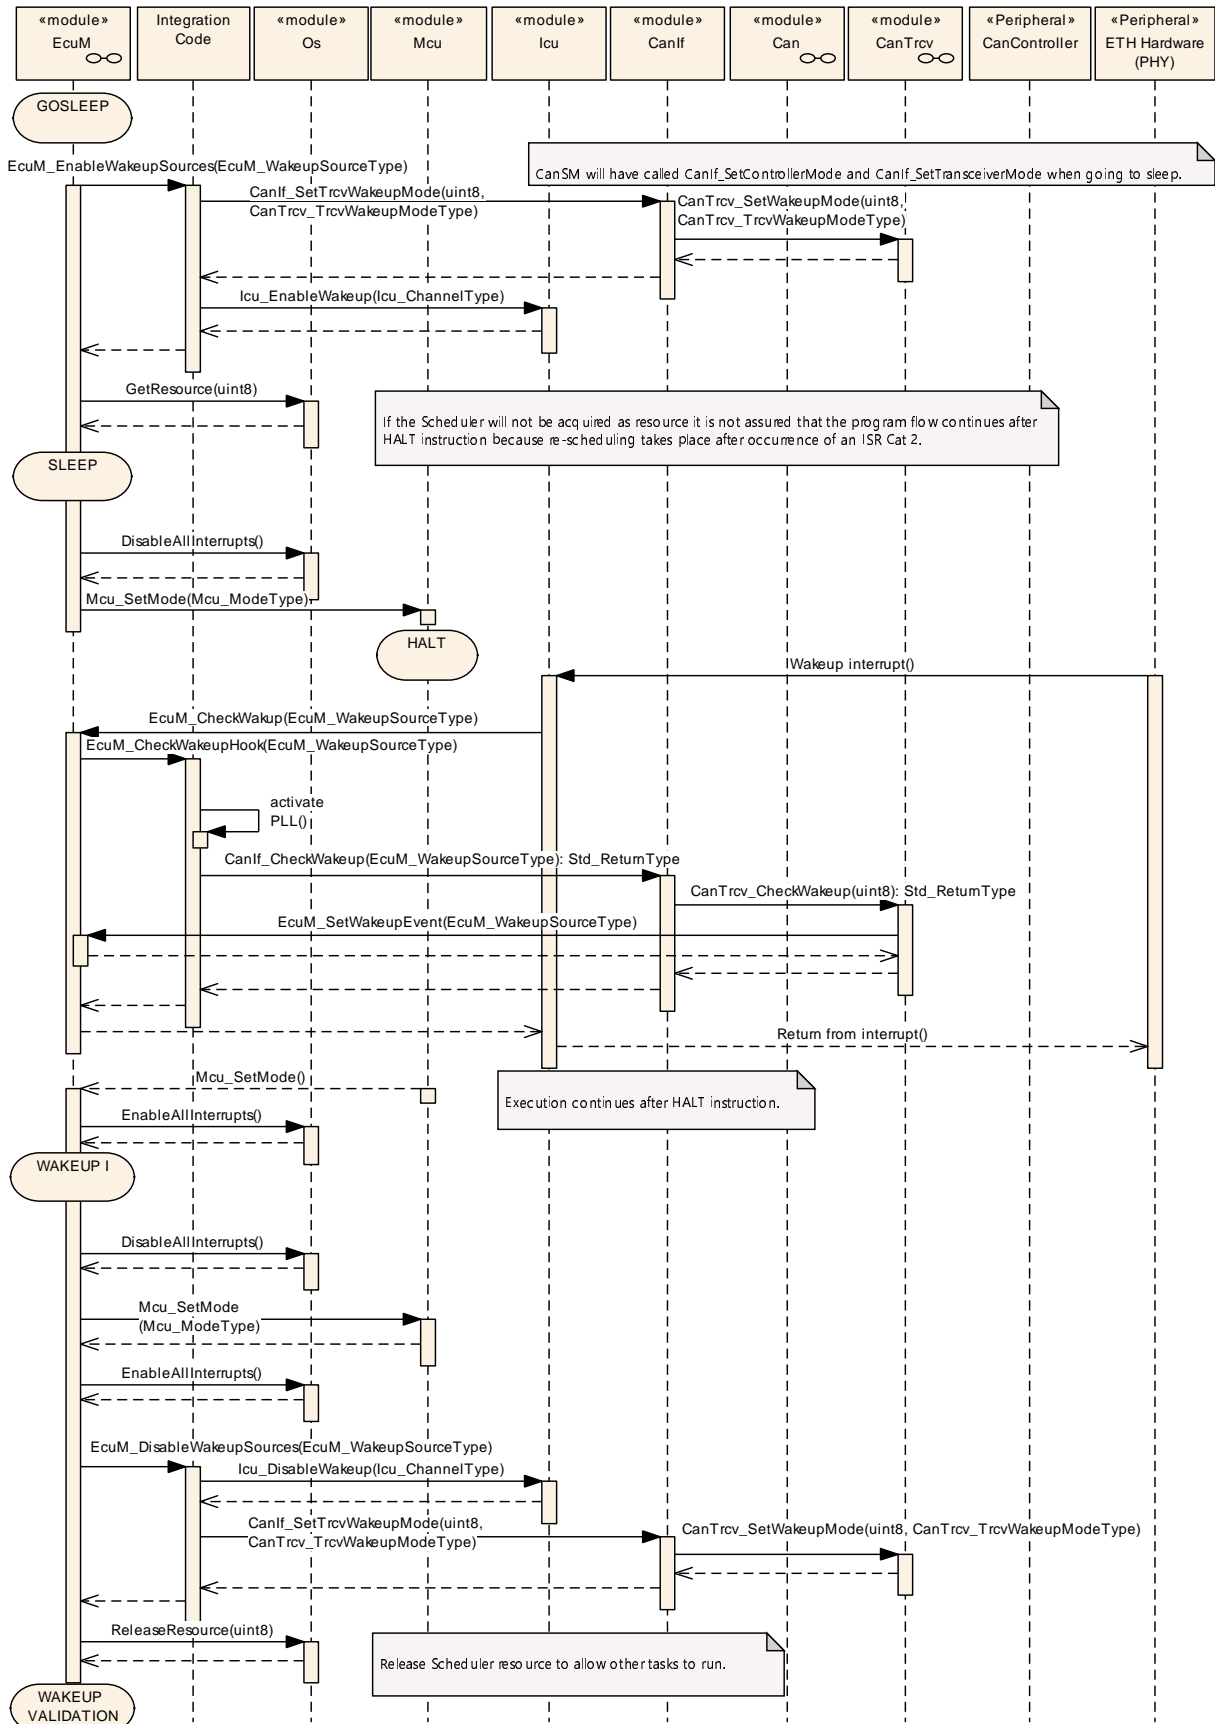 «module»
EcuM
Integration
Code
«module»
Os
«module»
Mcu
«module»
Icu
«module»
CanIf
«module»
Can
«module»
CanTrcv
«Peripheral»
CanController
«Peripheral»
ETH Hardware
(PHY)
GOSLEEP
EcuM_EnableWakeupSources(EcuM_WakeupSourceType)
CanSM will have called CanIf_SetControllerMode and CanIf_SetTransceiverMode when going to sleep.
CanIf_SetTrcvWakeupMode(uint8,
CanTrcv_TrcvWakeupModeType)
CanTrcv_SetWakeupMode(uint8,
CanTrcv_TrcvWakeupModeType)
Icu_EnableWakeup(Icu_ChannelType)
GetResource(uint8)
If the Scheduler will not be acquired as resource it is not assured that the program flow continues after
HALT instruction because re-scheduling takes place after occurrence of an ISR Cat 2.
SLEEP
DisableAllInterrupts()
Mcu_SetMode(Mcu_ModeType)
HALT
Wakeup interrupt()
EcuM_CheckWakup(EcuM_WakeupSourceType)
EcuM_CheckWakeupHook(EcuM_WakeupSourceType)
activate
PLL()
CanIf_CheckWakeup(EcuM_WakeupSourceType): Std_ReturnType
CanTrcv_CheckWakeup(uint8): Std_ReturnType
EcuM_SetWakeupEvent(EcuM_WakeupSourceType)
Return from interrupt()
Mcu_SetMode()
Execution continues after HALT instruction.
EnableAllInterrupts()
WAKEUP I
DisableAllInterrupts()
Mcu_SetMode
(Mcu_ModeType)
EnableAllInterrupts()
EcuM_DisableWakeupSources(EcuM_WakeupSourceType)
Icu_DisableWakeup(Icu_ChannelType)
CanIf_SetTrcvWakeupMode(uint8,
CanTrcv_TrcvWakeupModeType)
CanTrcv_SetWakeupMode(uint8, CanTrcv_TrcvWakeupModeType)
ReleaseResource(uint8)
Release Scheduler resource to allow other tasks to run.
WAKEUP
VALIDATION